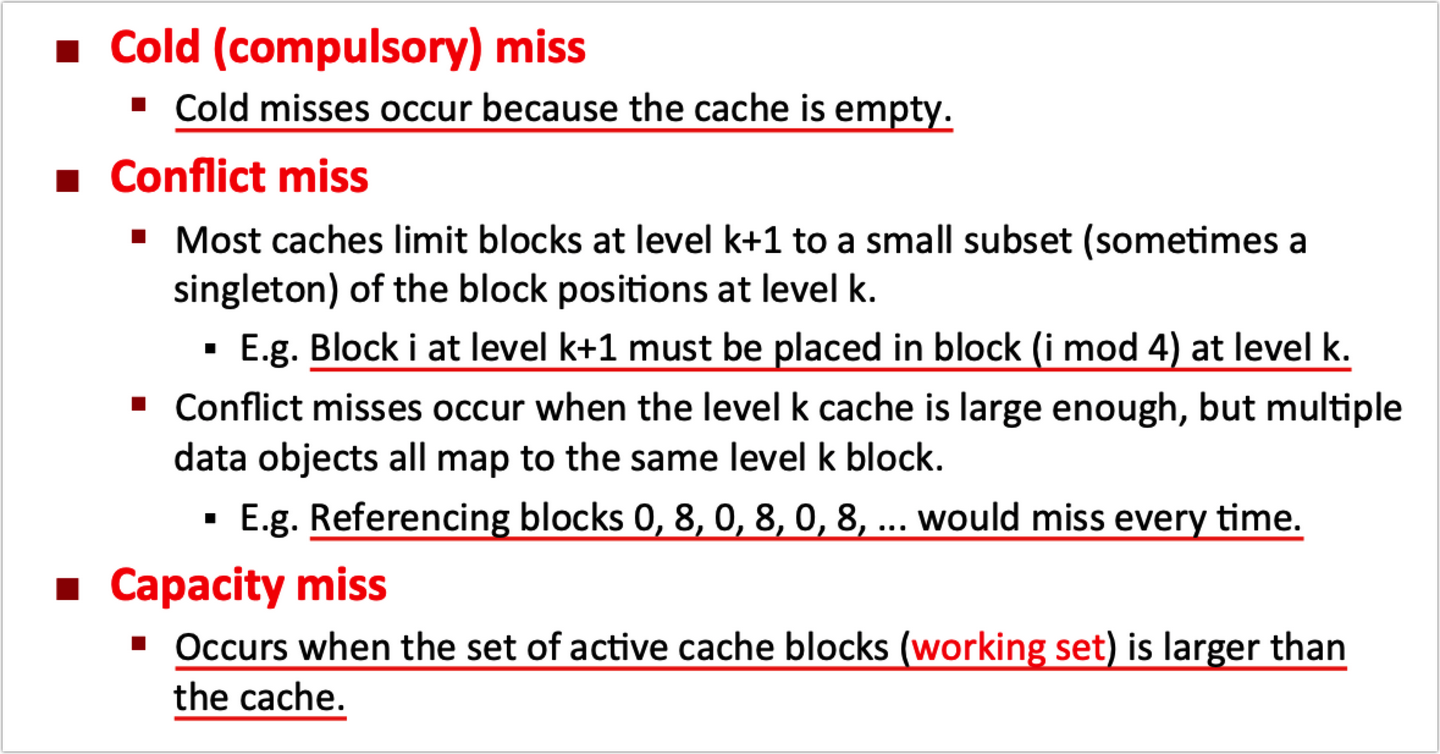 Cold (compulsory) miss
Cold misses occur because the cache is empty.
Conflict miss
Most caches limit blocks at level k+1 to a small subset (sometimes a
singleton) of the block positions at level k.
E.g. Block i at level k+1 must be placed in block (i mod 4) at level k.
Conflict misses occur when the level k cache is large enough, but multiple
data objects all map to the same level k block.
E.g. Referencing blocks 0, 8, 0, 8, 0, 8, ... would miss every time.
Capacity miss
Occurs when the set of active cache blocks (working set) is larger than
the cache.